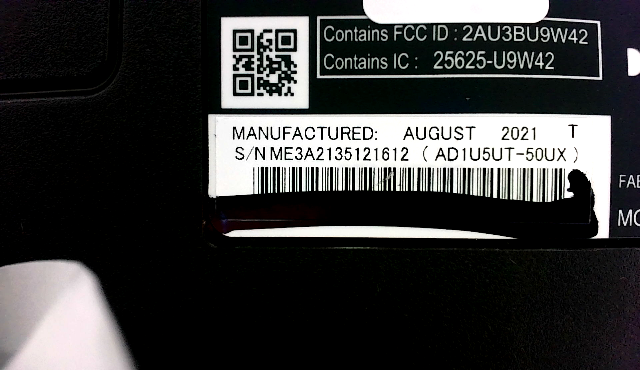 Contains FCC ID : 2AU3BU9W42
Contains IC : 25625-U9W42
MANUFACTURED: AUGUST 2021 T
S/N ME3A2135121612 ( AD1U5UT-50UX )